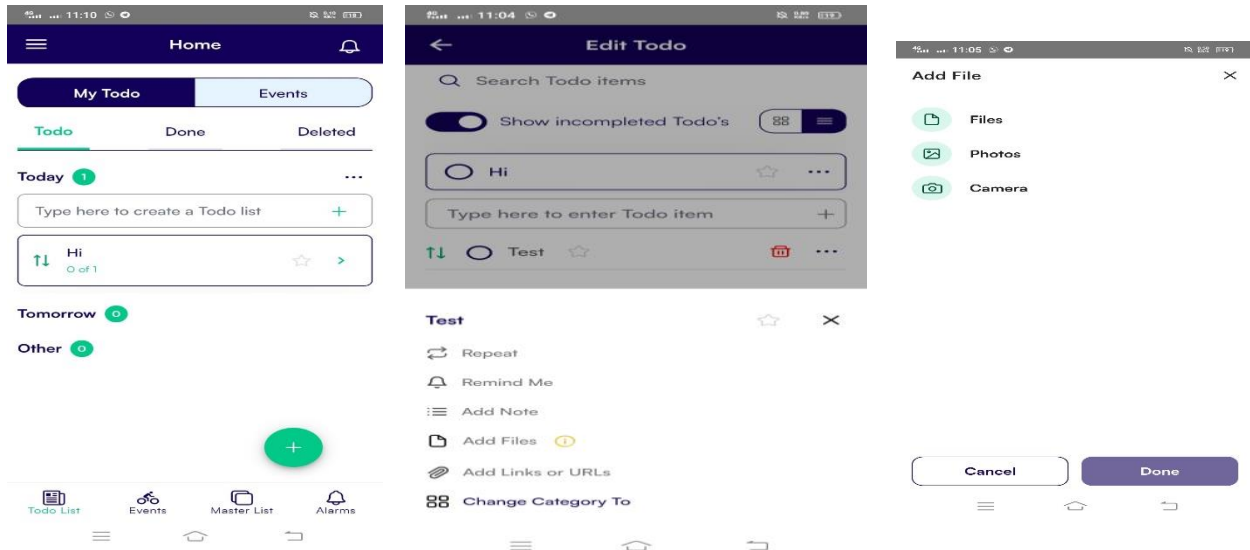 11:10
Home
My Todo Events
Todo Done Deleted
Today 1
Type here to create a Todo list +
Hi
0 of 1
Tomorrow 0
Other 0
+
Todo List Events Master List Alarms
11:04
Edit Todo
Search Todo items
Show incompleted Todo's
Hi
Type here to enter Todo item +
Test
Test
Repeat
Remind Me
Add Note
Add Files
Add Links or URLs
Change Category To
11:05
Add File
Files
Photos
Camera
Cancel Done